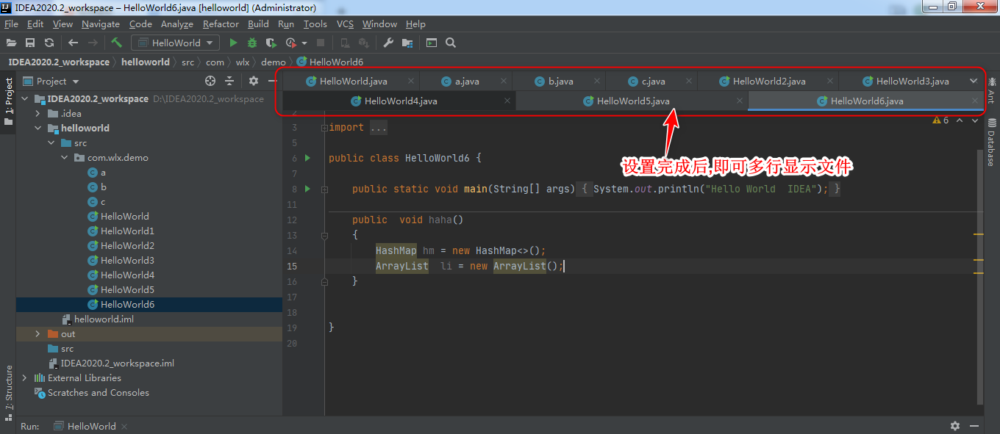 IDEA2020.2_workspace – HelloWorld6.java [helloworld] (Administrator)
File Edit View Navigate Code Analyze Refactor Build Run Tools VCS Window Help
HelloWorld
IDEA2020.2_workspace helloworld src com wlx demo HelloWorld6
1: Project
Project
IDEA2020.2_workspace D:\IDEA2020.2_workspace
.idea
helloworld
src
com.wlx.demo
a
b
c
HelloWorld
HelloWorld1
HelloWorld2
HelloWorld3
HelloWorld4
HelloWorld5
HelloWorld6
helloworld.iml
out
src
IDEA2020.2_workspace.iml
External Libraries
Scratches and Consoles
7: Structure
HelloWorld.java a.java b.java c.java HelloWorld2.java HelloWorld3.java
HelloWorld4.java HelloWorld5.java HelloWorld6.java
6
2
3 import ...
5
6 public class HelloWorld6 {
7
8 public static void main(String[] args) { System.out.println("Hello World  IDEA"); }
11
12 public  void haha()
13 {
14 HashMap hm = new HashMap<>();
15 ArrayList  li = new ArrayList();
16 }
17
18
19 }
20
设置完成后,即可多行显示文件
Ant
Database
Run: HelloWorld